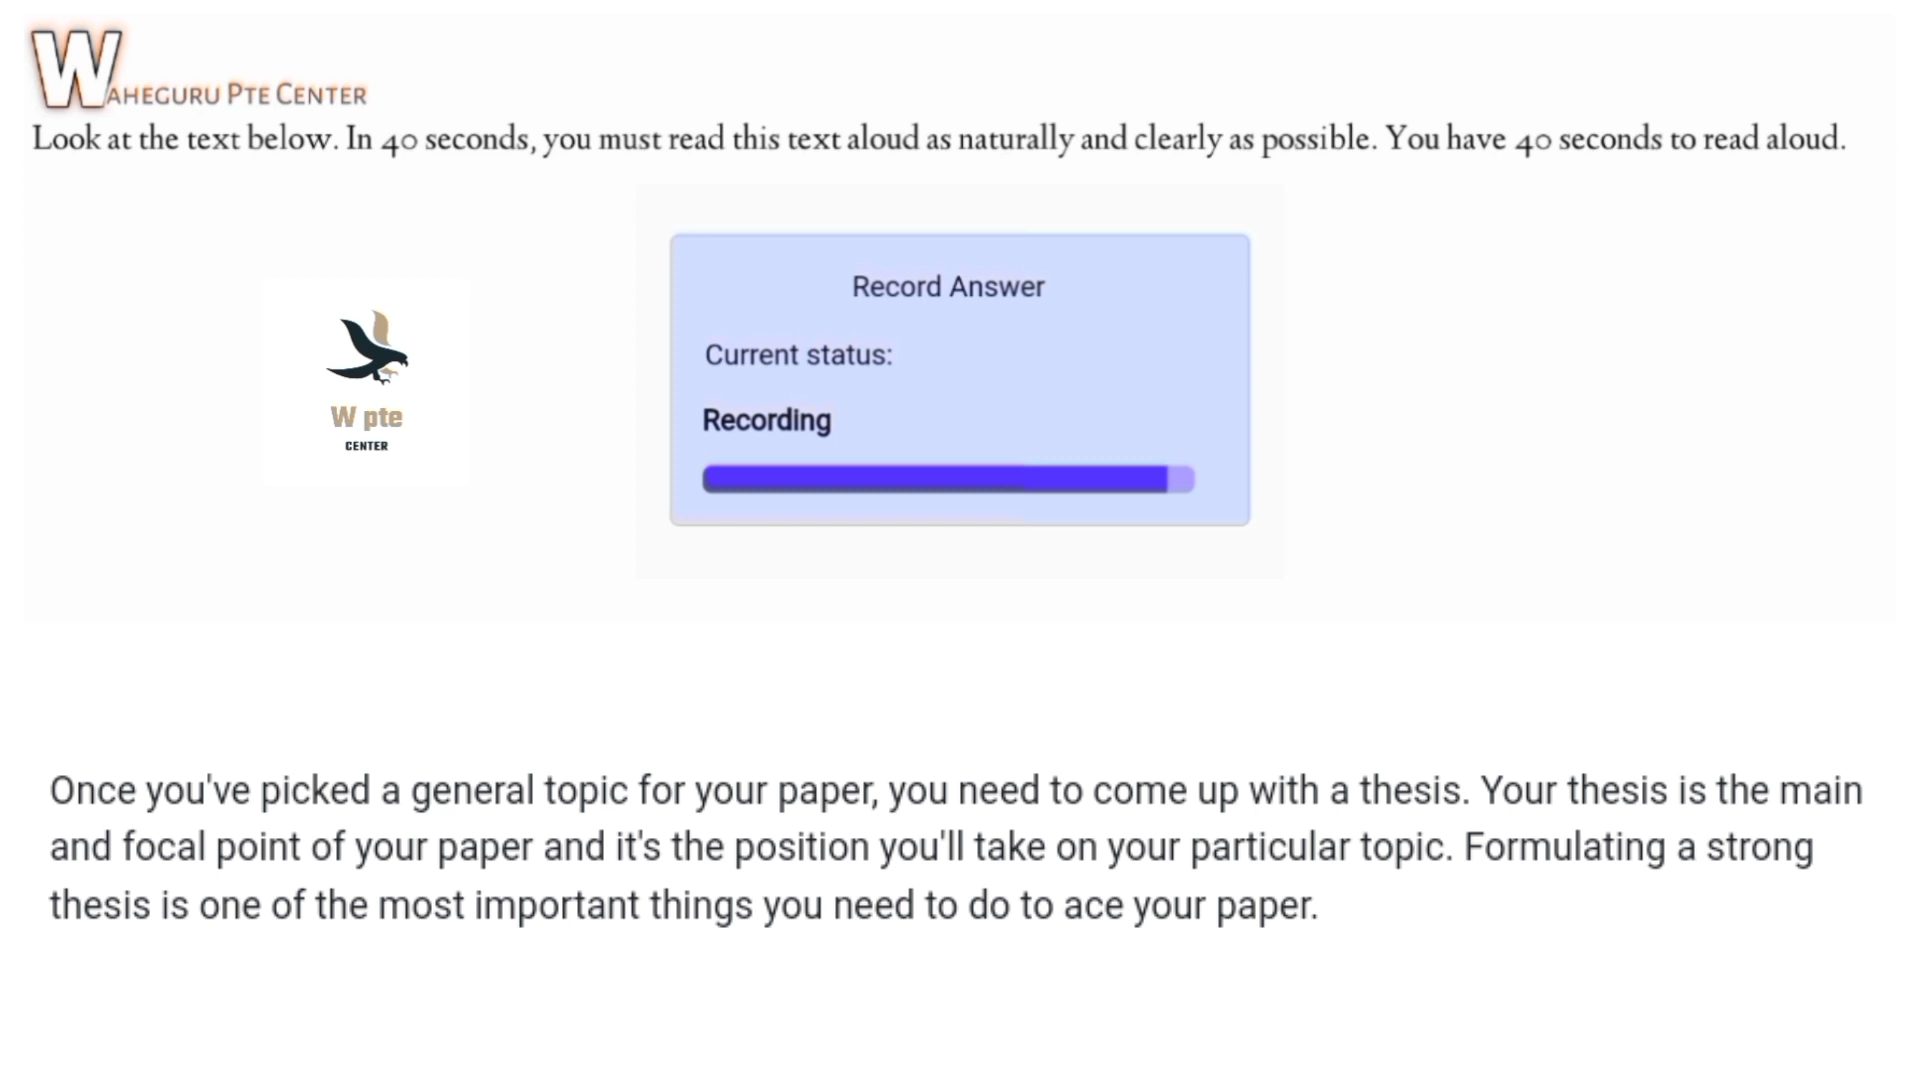 WAHEGURU PTE CENTER
Look at the text below. In 40 seconds, you must read this text aloud as naturally and clearly as possible. You have 40 seconds to read aloud.
Record Answer
Current status:
Recording
W pte
CENTER
Once you've picked a general topic for your paper, you need to come up with a thesis. Your thesis is the main
and focal point of your paper and it's the position you'll take on your particular topic. Formulating a strong
thesis is one of the most important things you need to do to ace your paper.